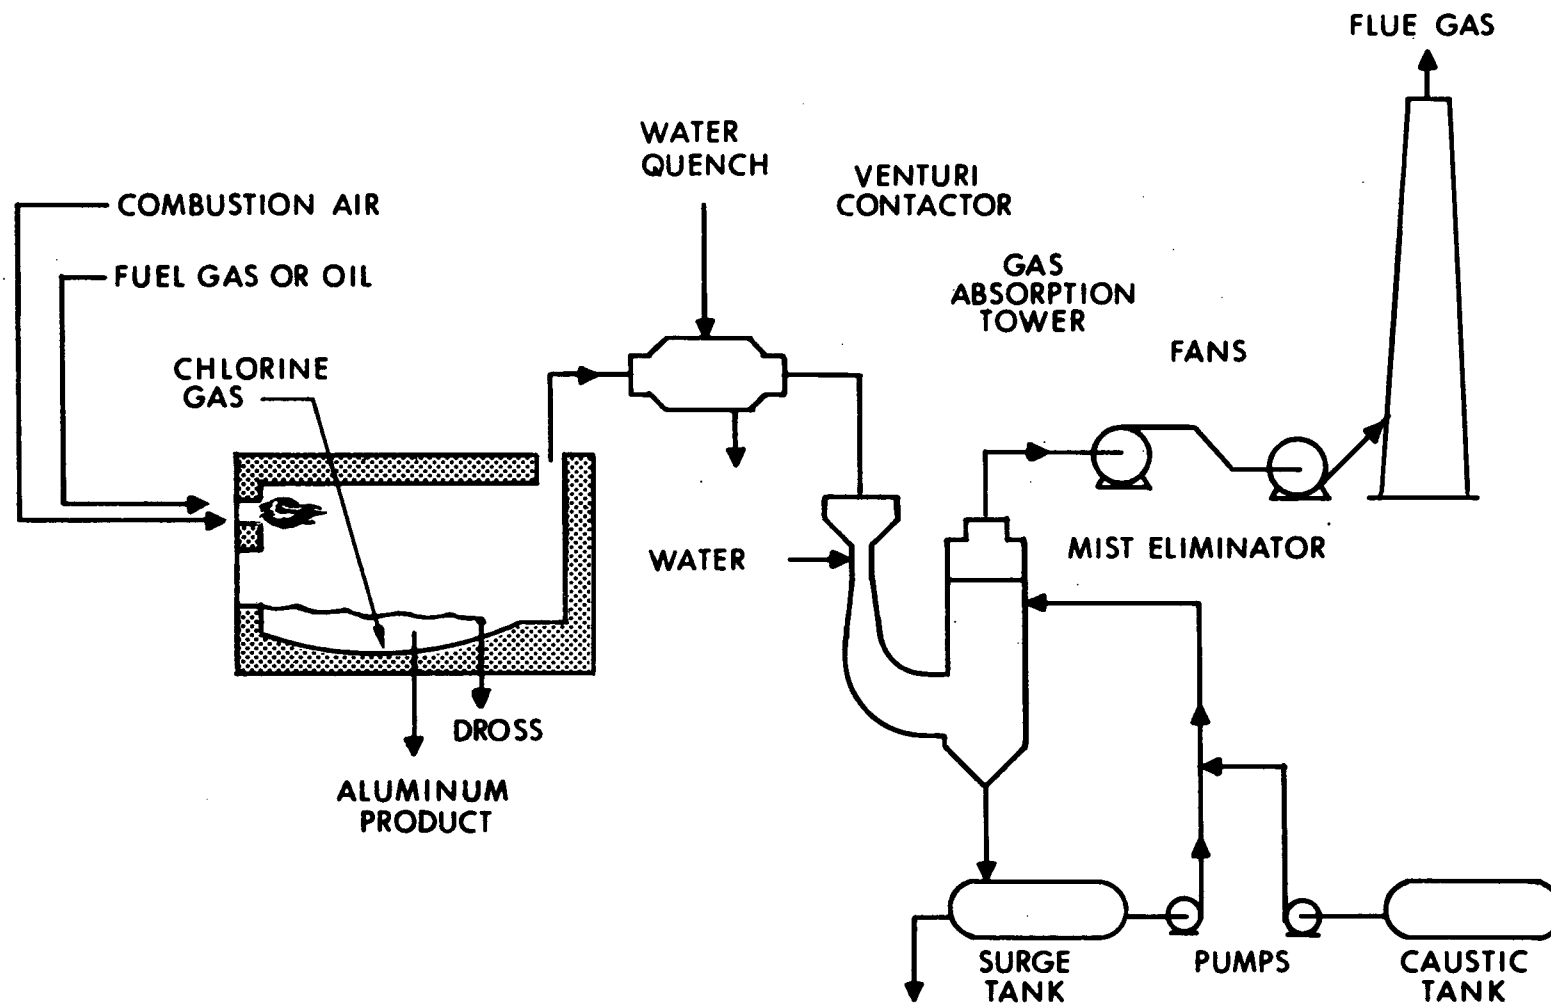 FLUE GAS
WATER
QUENCH
VENTURI
CONTACTOR
COMBUSTION AIR
FUEL GAS OR OIL
GAS
ABSORPTION
TOWER
FANS
CHLORINE
GAS
WATER
MIST ELIMINATOR
DROSS
ALUMINUM
PRODUCT
SURGE
TANK
PUMPS
CAUSTIC
TANK